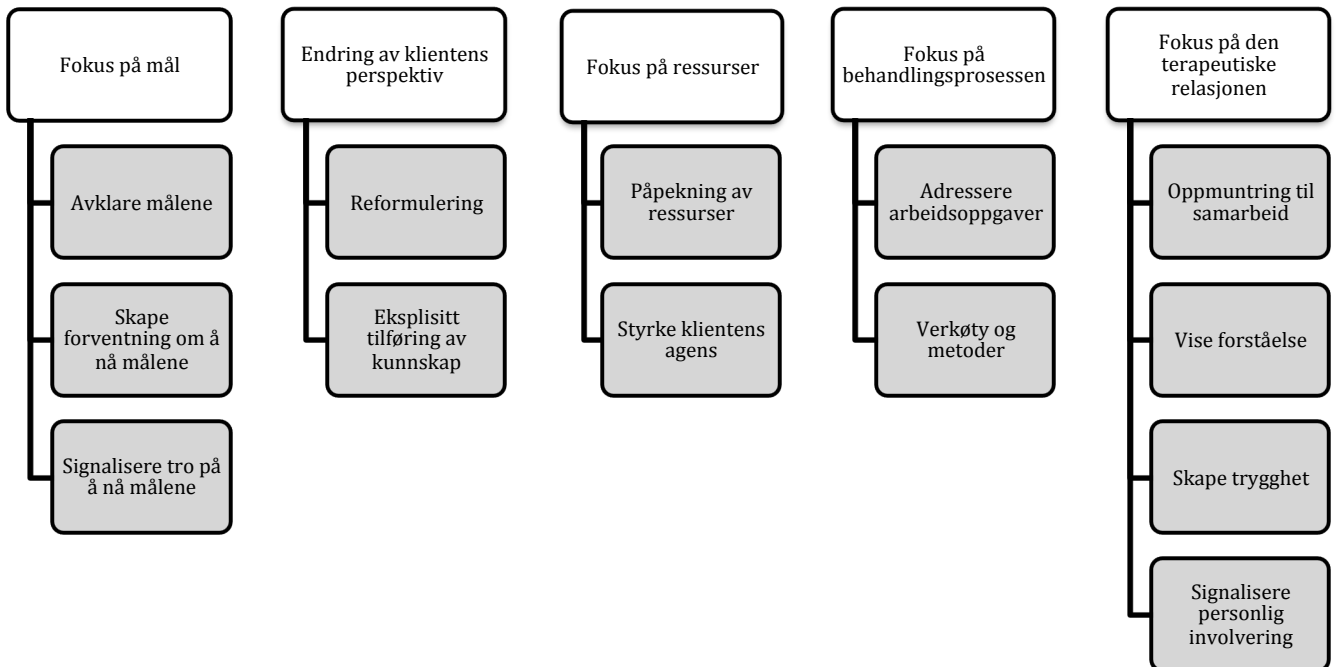 Fokus på mål
Avklare målene
Skape
forventning om å
nå målene
Signalisere tro på
å nå målene
Endring av klientens
perspektiv
Reformulering
Eksplisitt
tilføring av
kunnskap
Fokus på ressurser
Påpekning av
ressurser
Styrke klientens
agens
Fokus på
behandlingsprosessen
Adressere
arbeidsoppgaver
Verkøty og
metoder
Fokus på den
terapeutiske
relasjonen
Oppmuntring til
samarbeid
Vise forståelse
Skape trygghet
Signalisere
personlig
involvering